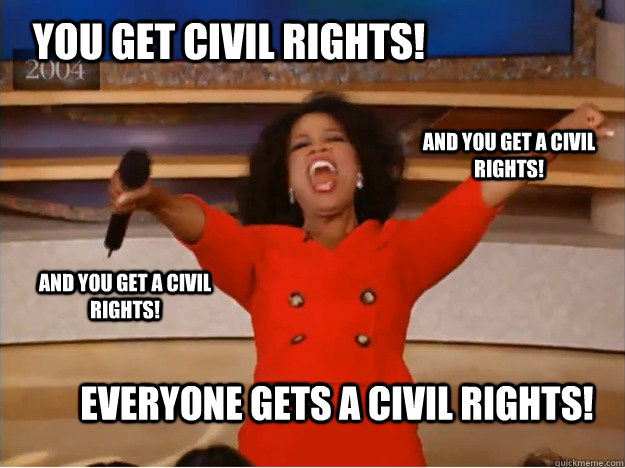 YOU GET CIVIL RIGHTS!
2004
AND YOU GET A CIVIL
RIGHTS!
AND YOU GET A CIVIL
RIGHTS!
EVERYONE GETS A CIVIL RIGHTS!
quickmeme.com